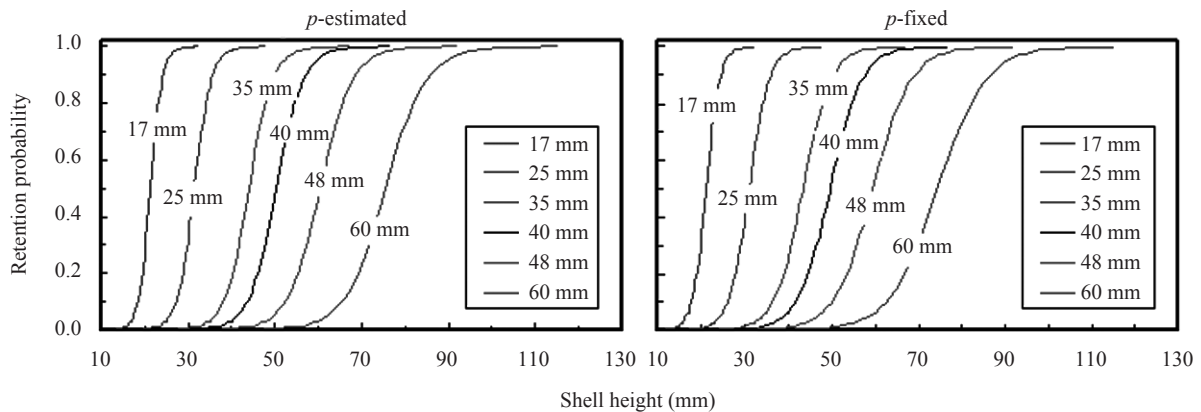 p-estimated
p-fixed
Retention probability
1.0
0.8
0.6
0.4
0.2
0.0
17 mm
25 mm
35 mm
40 mm
48 mm
60 mm
17 mm
25 mm
35 mm
40 mm
48 mm
60 mm
10 30 50 70 90 110 130
17 mm
25 mm
35 mm
40 mm
48 mm
60 mm
17 mm
25 mm
35 mm
40 mm
48 mm
60 mm
10 30 50 70 90 110 130
Shell height (mm)